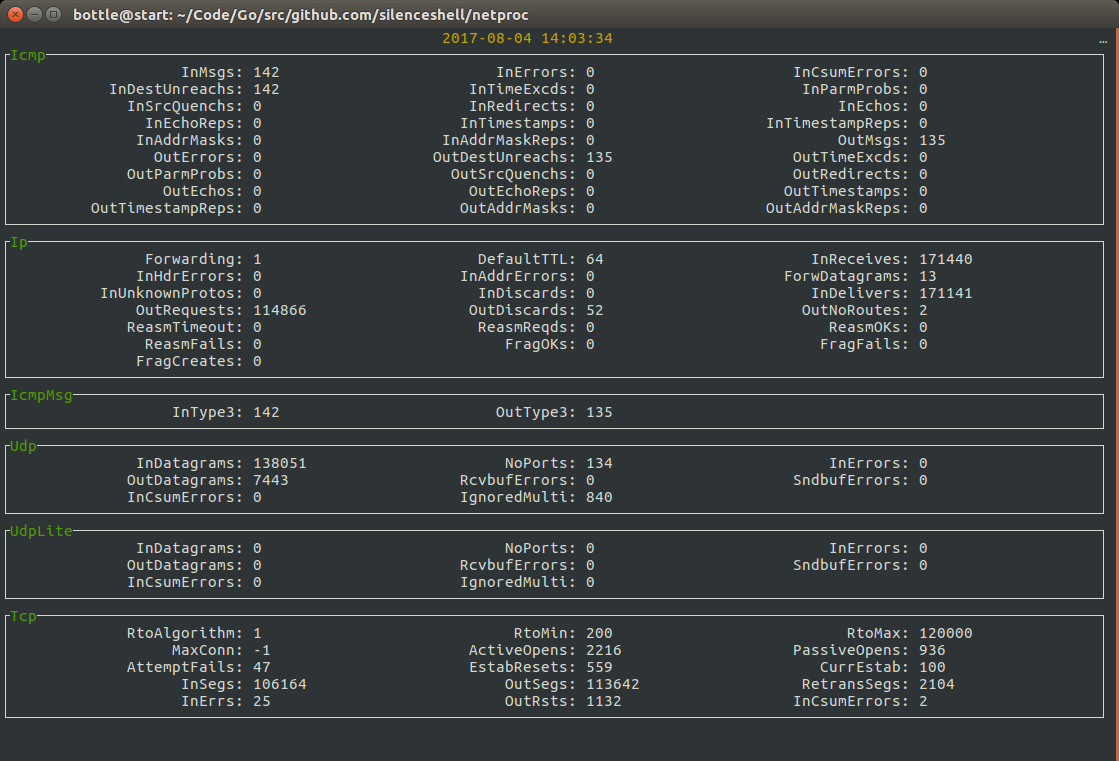 bottle@start: ~/Code/Go/src/github.com/silenceshell/netproc
2017-08-04 14:03:34 …
Icmp
InMsgs: 142 InErrors: 0 InCsumErrors: 0
InDestUnreachs: 142 InTimeExcds: 0 InParmProbs: 0
InSrcQuenchs: 0 InRedirects: 0 InEchos: 0
InEchoReps: 0 InTimestamps: 0 InTimestampReps: 0
InAddrMasks: 0 InAddrMaskReps: 0 OutMsgs: 135
OutErrors: 0 OutDestUnreachs: 135 OutTimeExcds: 0
OutParmProbs: 0 OutSrcQuenchs: 0 OutRedirects: 0
OutEchos: 0 OutEchoReps: 0 OutTimestamps: 0
OutTimestampReps: 0 OutAddrMasks: 0 OutAddrMaskReps: 0
Ip
Forwarding: 1 DefaultTTL: 64 InReceives: 171440
InHdrErrors: 0 InAddrErrors: 0 ForwDatagrams: 13
InUnknownProtos: 0 InDiscards: 0 InDelivers: 171141
OutRequests: 114866 OutDiscards: 52 OutNoRoutes: 2
ReasmTimeout: 0 ReasmReqds: 0 ReasmOKs: 0
ReasmFails: 0 FragOKs: 0 FragFails: 0
FragCreates: 0
IcmpMsg
InType3: 142 OutType3: 135
Udp
InDatagrams: 138051 NoPorts: 134 InErrors: 0
OutDatagrams: 7443 RcvbufErrors: 0 SndbufErrors: 0
InCsumErrors: 0 IgnoredMulti: 840
UdpLite
InDatagrams: 0 NoPorts: 0 InErrors: 0
OutDatagrams: 0 RcvbufErrors: 0 SndbufErrors: 0
InCsumErrors: 0 IgnoredMulti: 0
Tcp
RtoAlgorithm: 1 RtoMin: 200 RtoMax: 120000
MaxConn: -1 ActiveOpens: 2216 PassiveOpens: 936
AttemptFails: 47 EstabResets: 559 CurrEstab: 100
InSegs: 106164 OutSegs: 113642 RetransSegs: 2104
InErrs: 25 OutRsts: 1132 InCsumErrors: 2